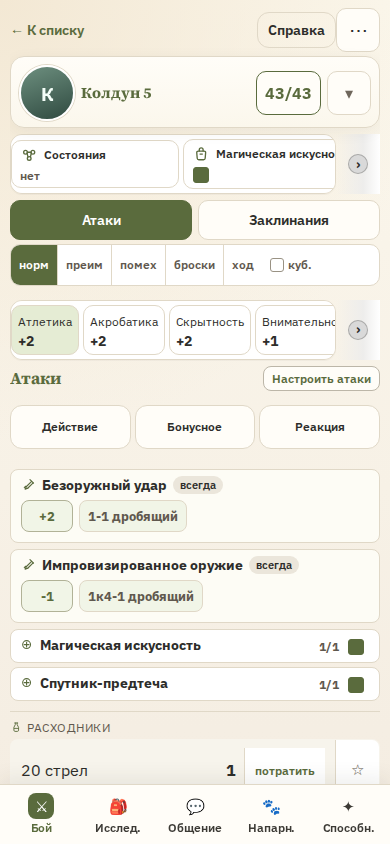 ← К списку
Справка
...
К
Колдун 5
43/43
▼
Состояния
нет
Магическая искусно
›
Атаки
Заклинания
норм
преим
помех
броски
ход
куб.
Атлетика
+2
Акробатика
+2
Скрытность
+2
Внимательно
+1
›
Атаки
Настроить атаки
Действие
Бонусное
Реакция
Безоружный удар всегда
+2
1-1 дробящий
Импровизированное оружие всегда
-1
1к4-1 дробящий
Магическая искусность 1/1
Спутник-предтеча 1/1
РАСХОДНИКИ
20 стрел 1 потратить ☆
Бой
Исслед.
Общение
Напарн.
Способн.